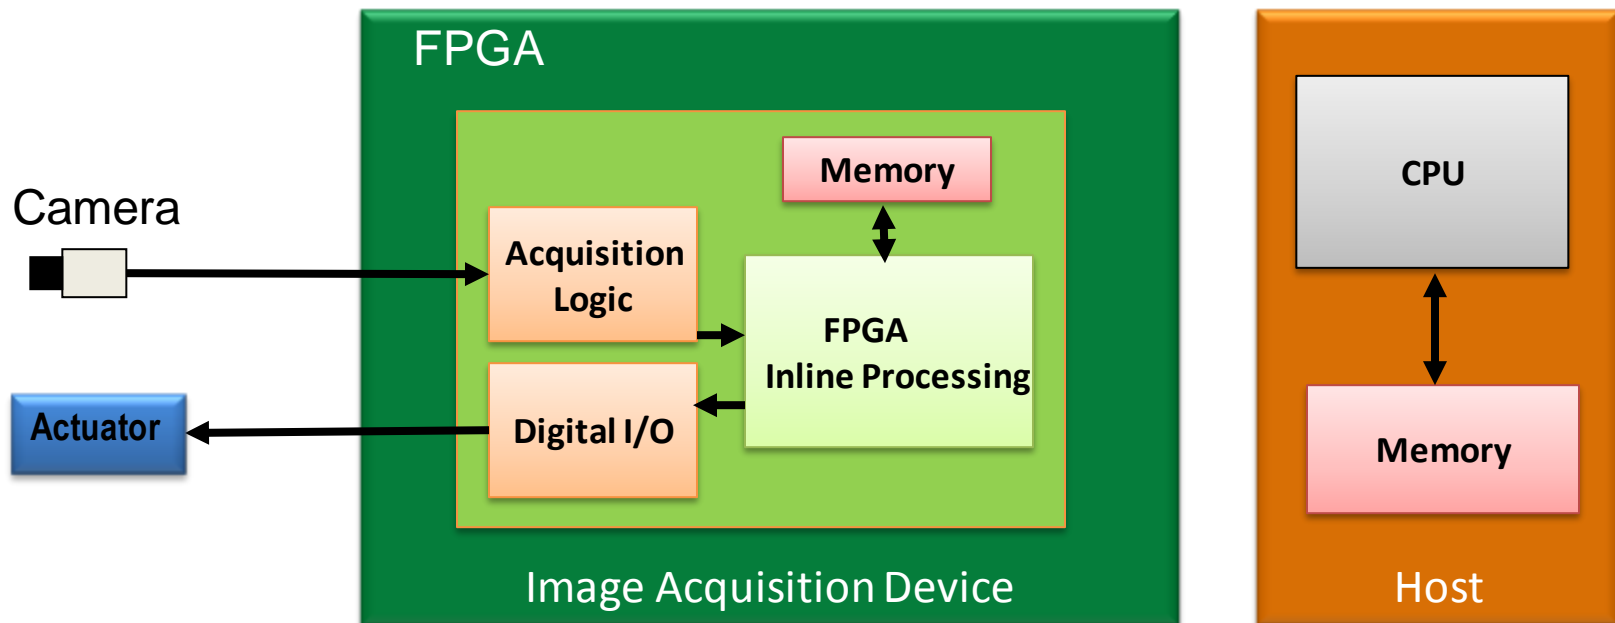 FPGA
Camera
Acquisition
Logic
Memory
FPGA
Inline Processing
Actuator
Digital I/O
Image Acquisition Device
CPU
Memory
Host